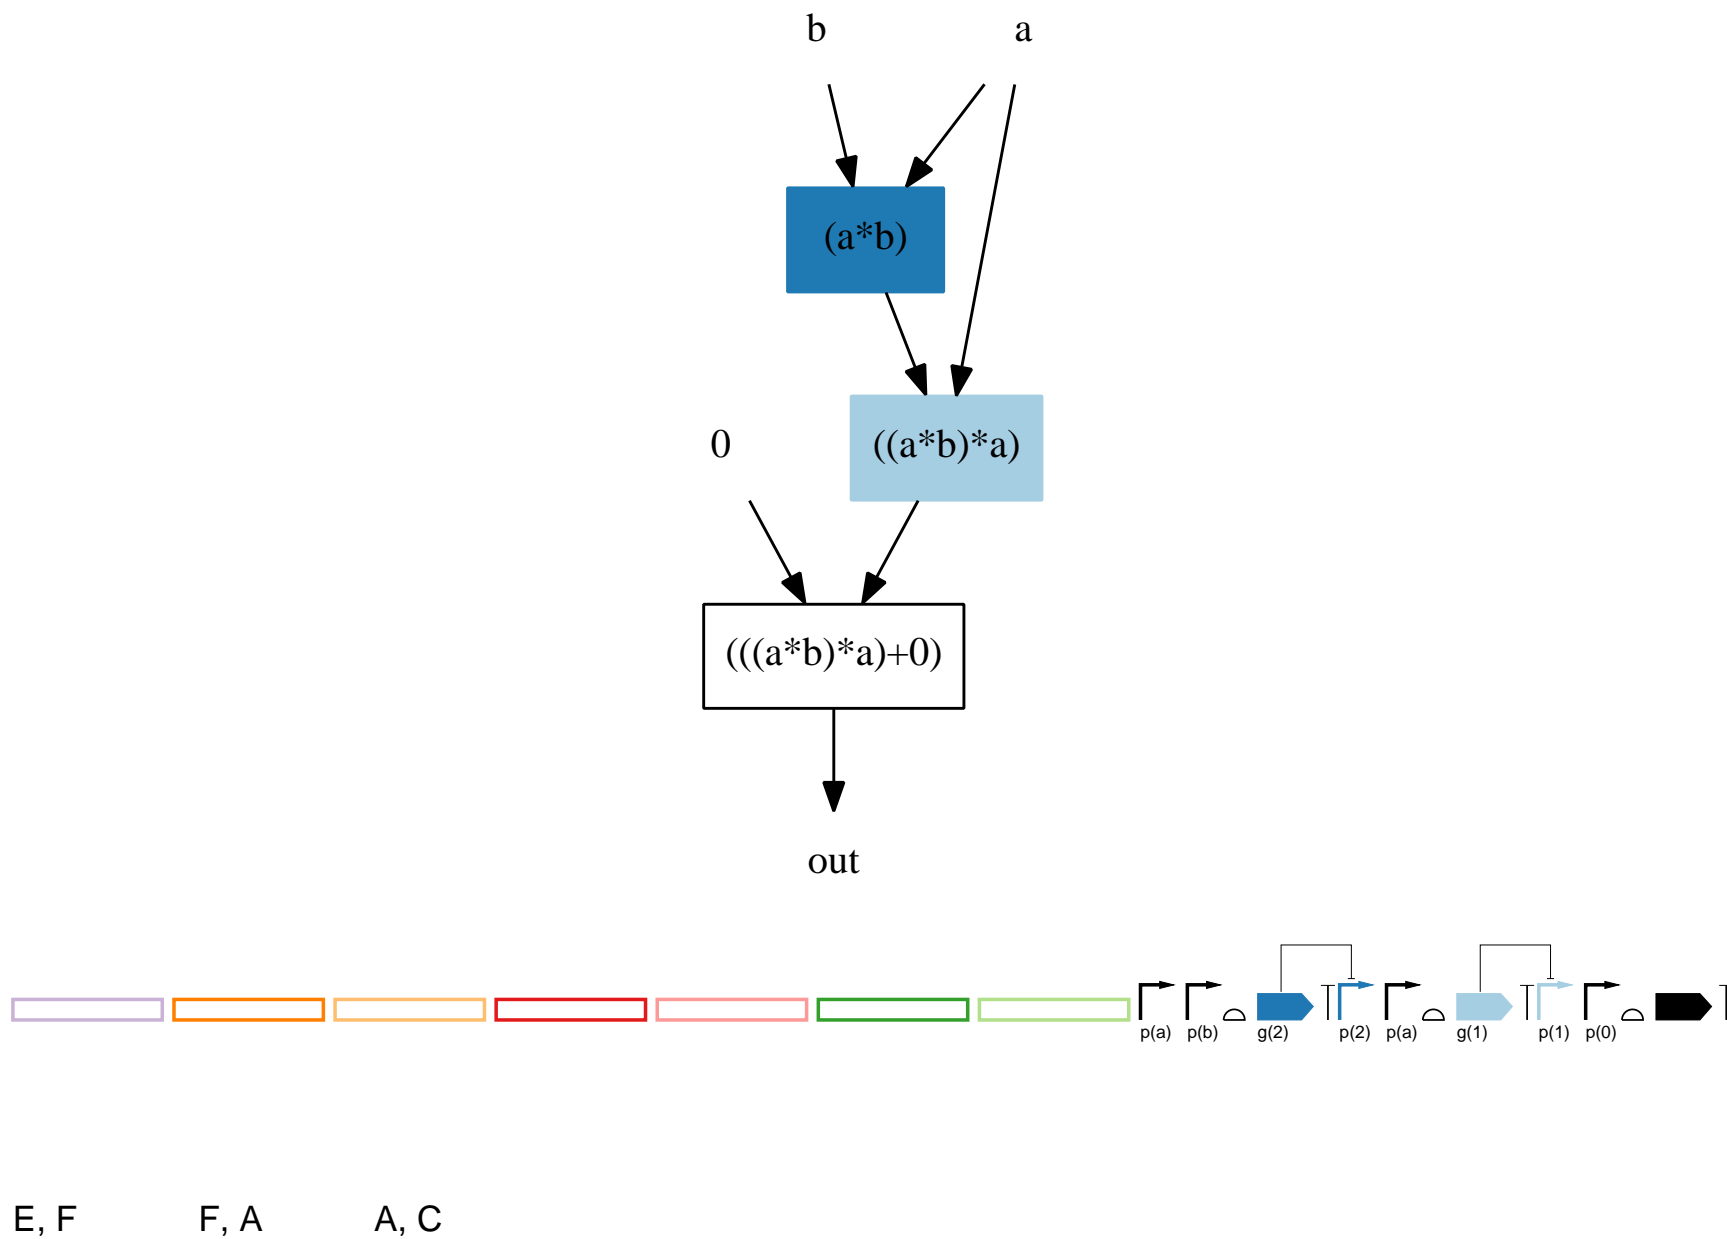 b a
(a*b)
0 ((a*b)*a)
(((a*b)*a)+0)
out
p(a) p(b) g(2) p(2) p(a) g(1) p(1) p(0)
E, F F, A A, C